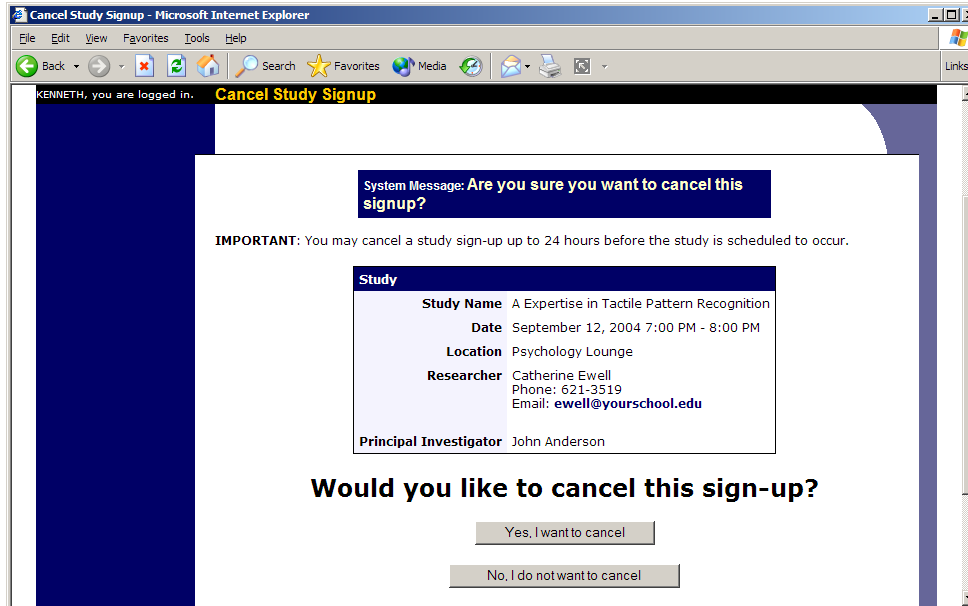 Cancel Study Signup - Microsoft Internet Explorer
File Edit View Favorites Tools Help
Back Search Favorites Media Links
KENNETH, you are logged in. Cancel Study Signup
System Message: Are you sure you want to cancel this
signup?
IMPORTANT: You may cancel a study sign-up up to 24 hours before the study is scheduled to occur.
Study
Study Name A Expertise in Tactile Pattern Recognition
Date September 12, 2004 7:00 PM - 8:00 PM
Location Psychology Lounge
Researcher Catherine Ewell
Phone: 621-3519
Email: ewell@yourschool.edu
Principal Investigator John Anderson
Would you like to cancel this sign-up?
Yes, I want to cancel
No, I do not want to cancel